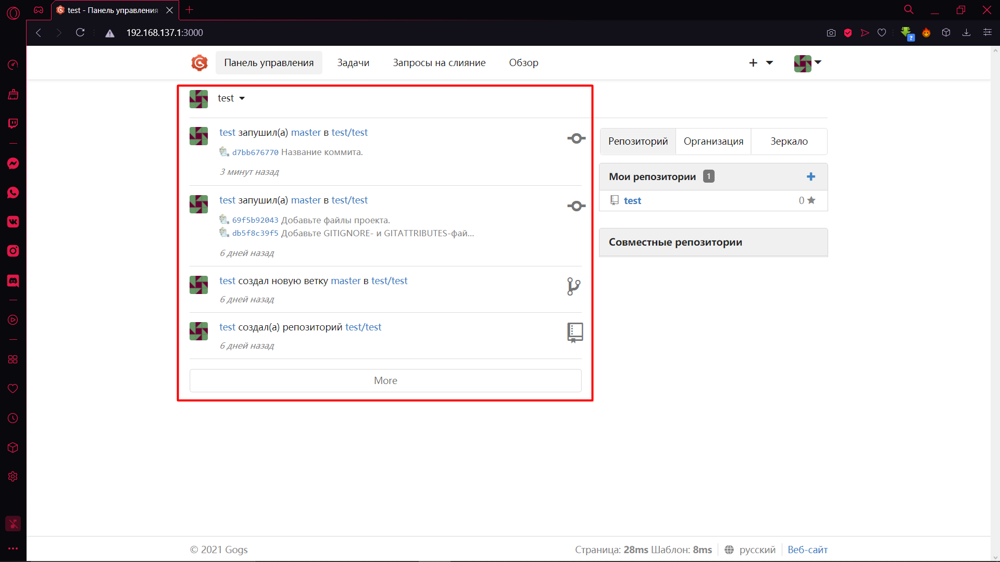 test - Панель управления
192.168.137.1:3000
Панель управления Задачи Запросы на слияние Обзор
test
test запушил(а) master в test/test
d7bb676770 Название коммита.
3 минут назад
test запушил(а) master в test/test
69f5b92043 Добавьте файлы проекта.
db5f8c39f5 Добавьте GITIGNORE- и GITATTRIBUTES-фай...
6 дней назад
test создал новую ветку master в test/test
6 дней назад
test создал(а) репозиторий test/test
6 дней назад
More
Репозиторий Организация Зеркало
Мои репозитории 1
test 0
Совместные репозитории
© 2021 Gogs
Страница: 28ms Шаблон: 8ms русский Веб-сайт